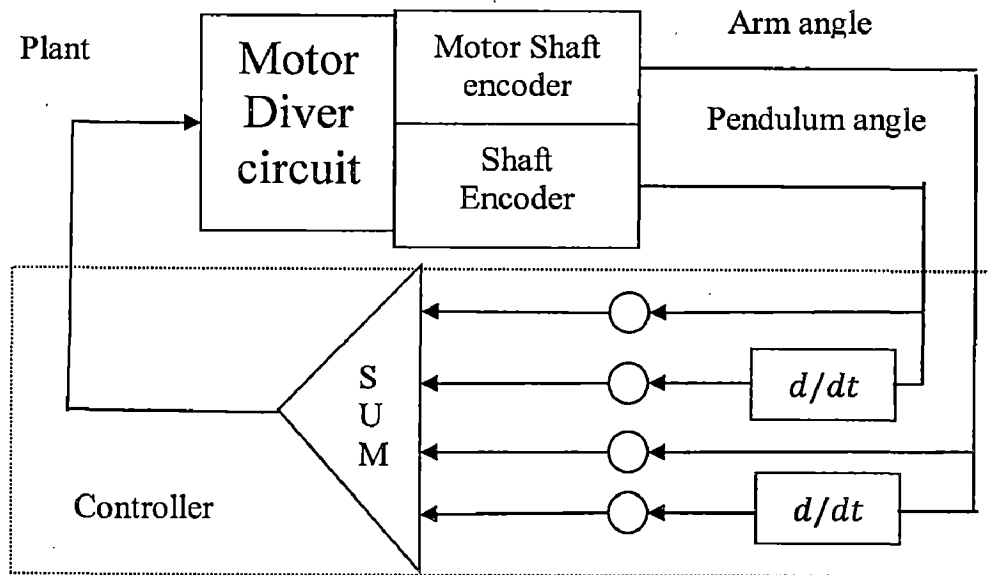 Plant
Motor
Diver
circuit
Motor Shaft
encoder
Shaft
Encoder
Arm angle
Pendulum angle
S
U
M
d/dt
d/dt
Controller